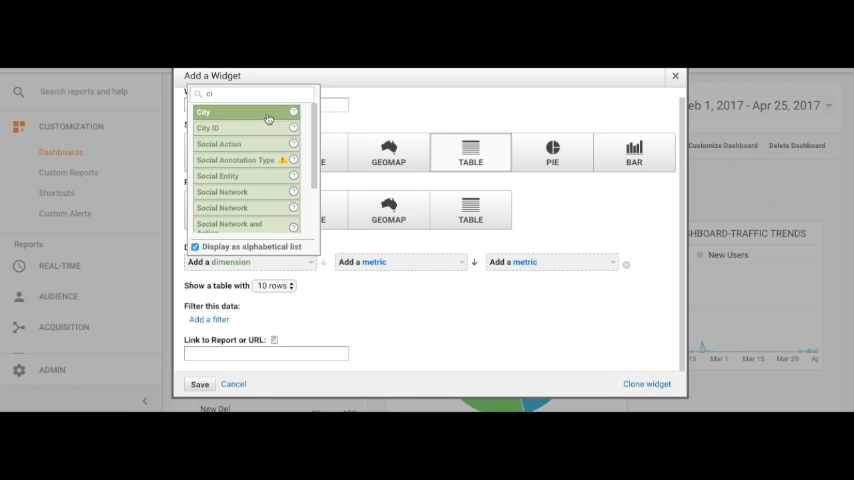 Search reports and help
CUSTOMIZATION
Dashboards
Custom Reports
Shortcuts
Custom Alerts
Reports
REAL-TIME
AUDIENCE
ACQUISITION
ADMIN
Add a Widget
ci
City
City ID
Social Action
Social Annotation Type
Social Entity
Social Network
Social Network
Social Network and
Display as alphabetical list
GEOMAP
TABLE
PIE
BAR
GEOMAP
TABLE
Add a dimension
Add a metric
Add a metric
Show a table with 10 rows
Filter this data:
Add a filter
Link to Report or URL:
Save
Cancel
Clone widget
eb 1, 2017 - Apr 25, 2017
Customize Dashboard
Delete Dashboard
HBOARD-TRAFFIC TRENDS
New Users
15
Mar 1
Mar 15
Mar 29
New Del